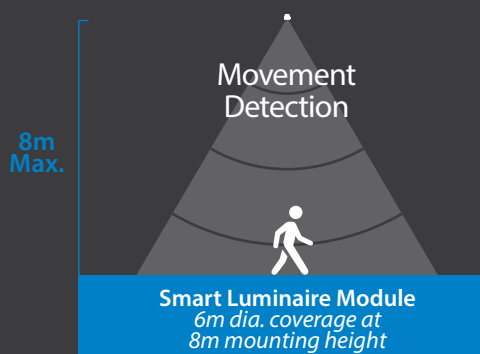 Movement
Detection
8m
Max.
Smart Luminaire Module
6m dia. coverage at
8m mounting height